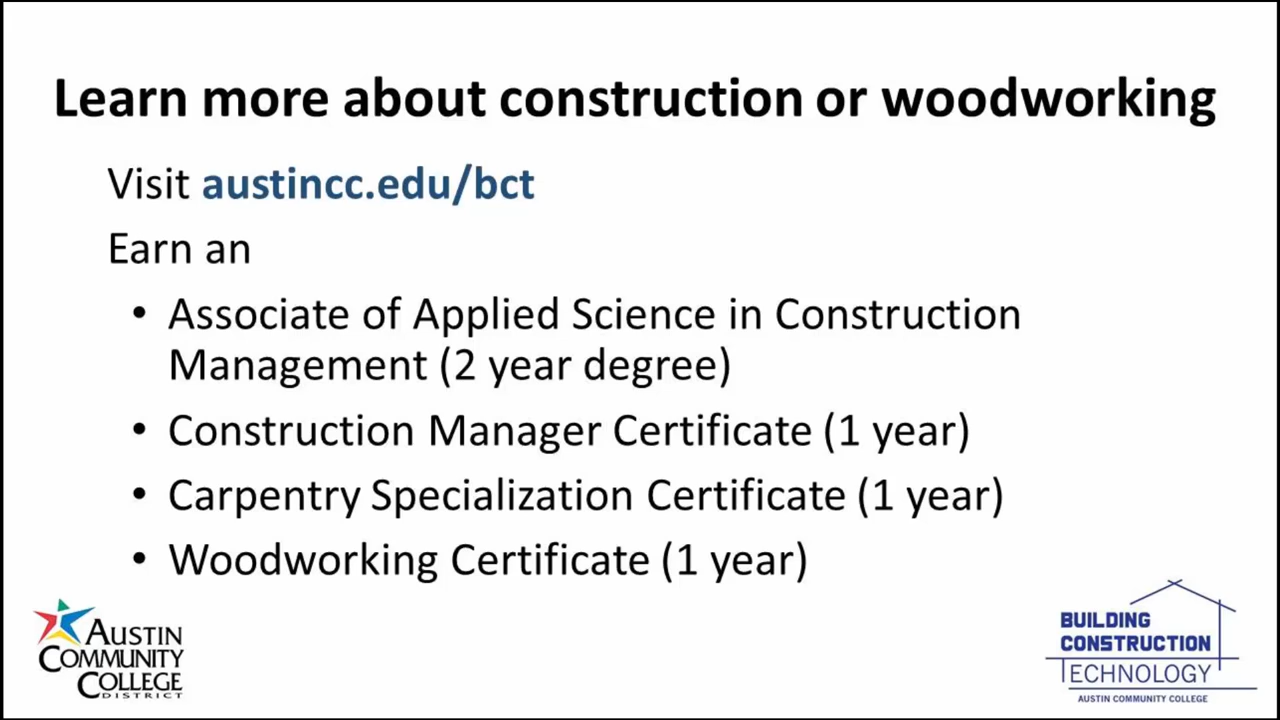 Learn more about construction or woodworking
Visit austincc.edu/bct
Earn an
• Associate of Applied Science in Construction
Management (2 year degree)
• Construction Manager Certificate (1 year)
• Carpentry Specialization Certificate (1 year)
• Woodworking Certificate (1 year)
AUSTIN
COMMUNITY
COLLEGE
DISTRICT
BUILDING
CONSTRUCTION
TECHNOLOGY
AUSTIN COMMUNITY COLLEGE